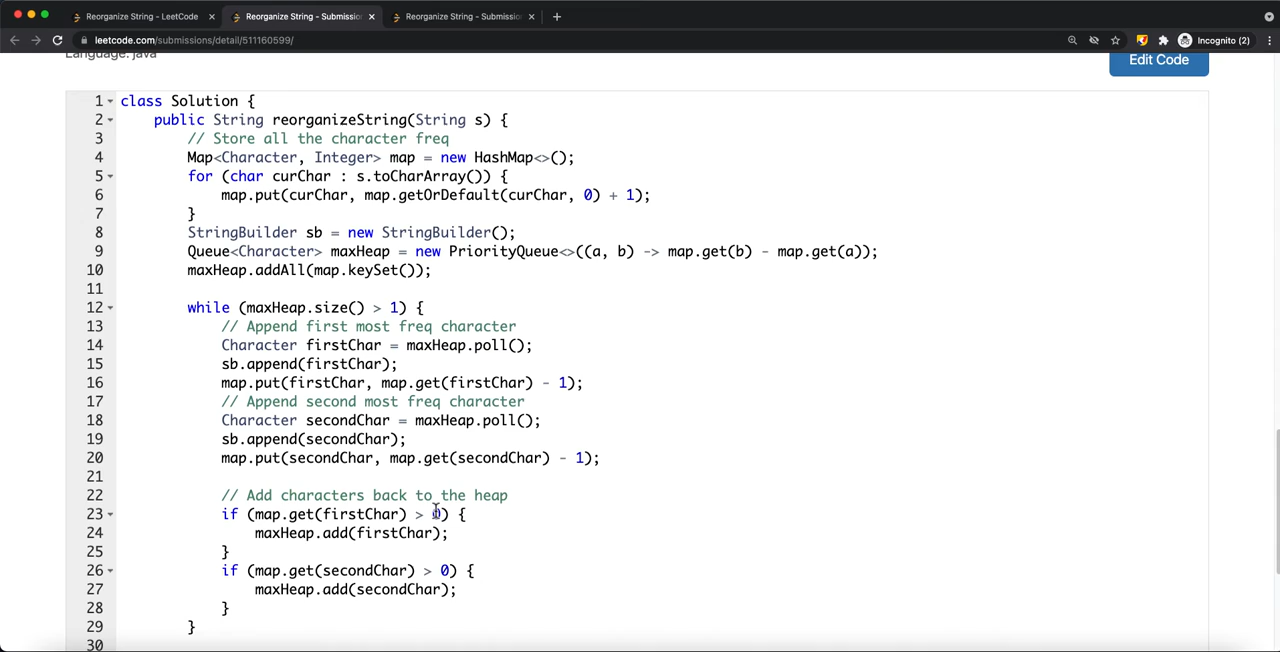 Reorganize String - LeetCode
Reorganize String - Submissio
Reorganize String - Submission
leetcode.com/submissions/detail/511160599/
Incognito (2)
Language: java
Edit Code
1 class Solution {
2 public String reorganizeString(String s) {
3 // Store all the character freq
4 Map<Character, Integer> map = new HashMap<>();
5 for (char curChar : s.toCharArray()) {
6 map.put(curChar, map.getOrDefault(curChar, 0) + 1);
7 }
8 StringBuilder sb = new StringBuilder();
9 Queue<Character> maxHeap = new PriorityQueue<>((a, b) -> map.get(b) - map.get(a));
10 maxHeap.addAll(map.keySet());
11
12 while (maxHeap.size() > 1) {
13 // Append first most freq character
14 Character firstChar = maxHeap.poll();
15 sb.append(firstChar);
16 map.put(firstChar, map.get(firstChar) - 1);
17 // Append second most freq character
18 Character secondChar = maxHeap.poll();
19 sb.append(secondChar);
20 map.put(secondChar, map.get(secondChar) - 1);
21
22 // Add characters back to the heap
23 if (map.get(firstChar) > 0) {
24 maxHeap.add(firstChar);
25 }
26 if (map.get(secondChar) > 0) {
27 maxHeap.add(secondChar);
28 }
29 }
30